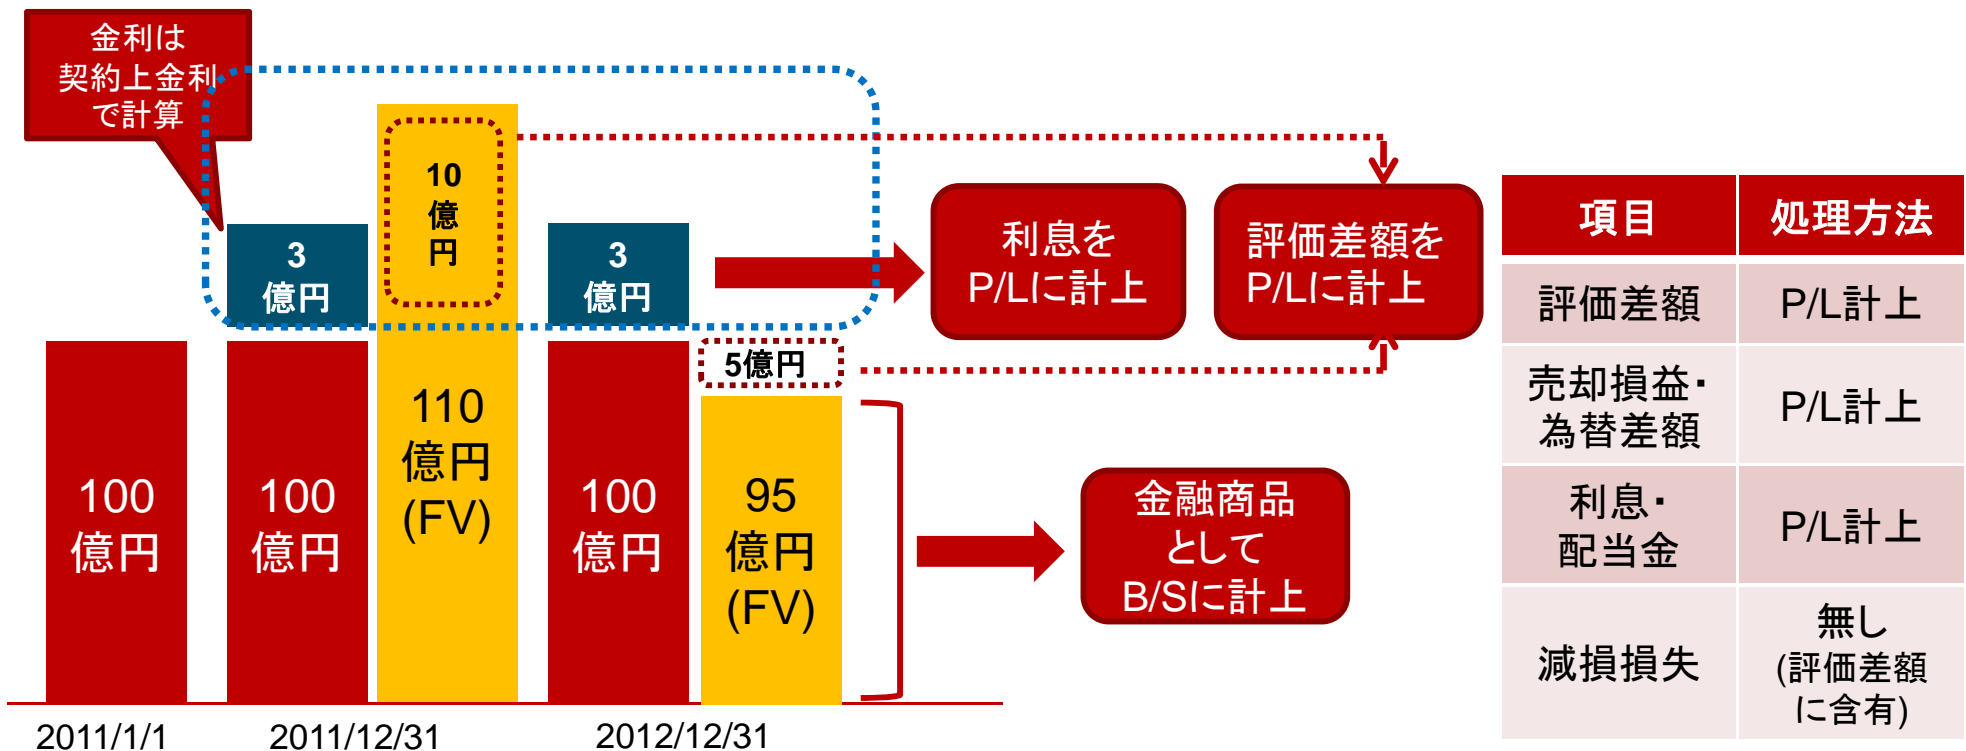 金利は
契約上金利
で計算
3
億円
10
億
円
3
億円
100
億円
100
億円
110
億円
(FV)
100
億円
5億円
95
億円
(FV)
2011/1/1
2011/12/31
2012/12/31
利息を
P/Lに計上
評価差額を
P/Lに計上
金融商品
として
B/Sに計上
項目 処理方法
評価差額 P/L計上
売却損益・
為替差額
P/L計上
利息・
配当金
P/L計上
減損損失
無し
(評価差額
に含有)